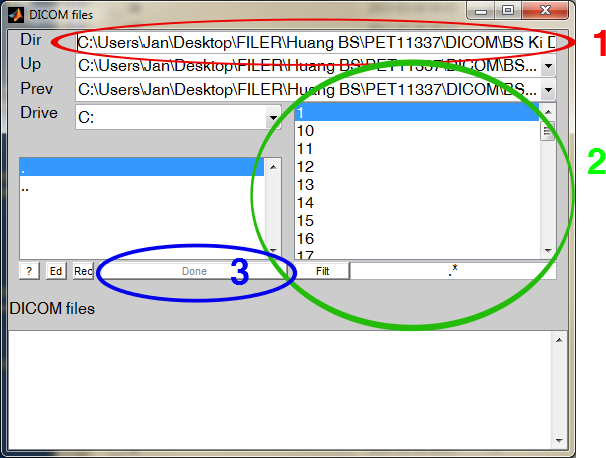 DICOM files
Dir C:\Users\Jan\Desktop\FILER\Huang BS\PET11337\DICOM\BS Ki D 1
Up C:\Users\Jan\Desktop\FILER\Huang BS\PET11337\DICOM\BS...
Prev C:\Users\Jan\Desktop\FILER\Huang BS\PET11337\DICOM\BS...
Drive C:
1
10
11
. 12
.. 13
2
14
15
16
17
? Ed Rec Done 3 Filt .*
DICOM files